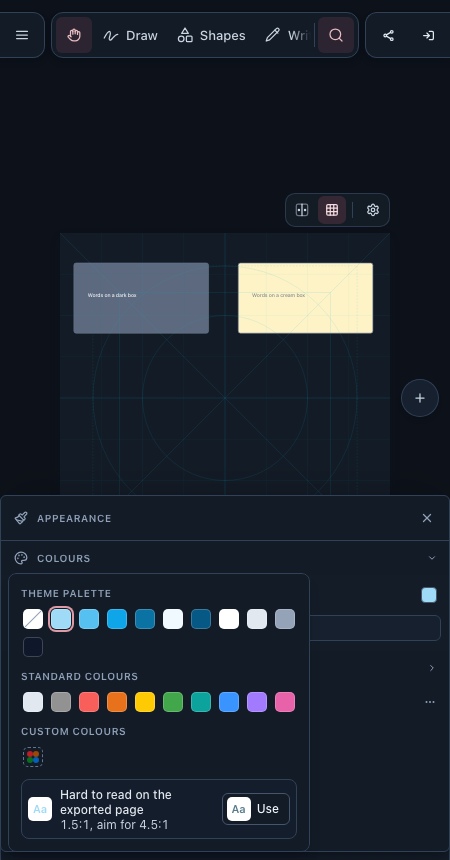 Draw
Shapes
Wri
Words on a dark box
Words on a cream box
APPEARANCE
COLOURS
THEME PALETTE
STANDARD COLOURS
CUSTOM COLOURS
Aa
Hard to read on the
exported page
1.5:1, aim for 4.5:1
Aa
Use